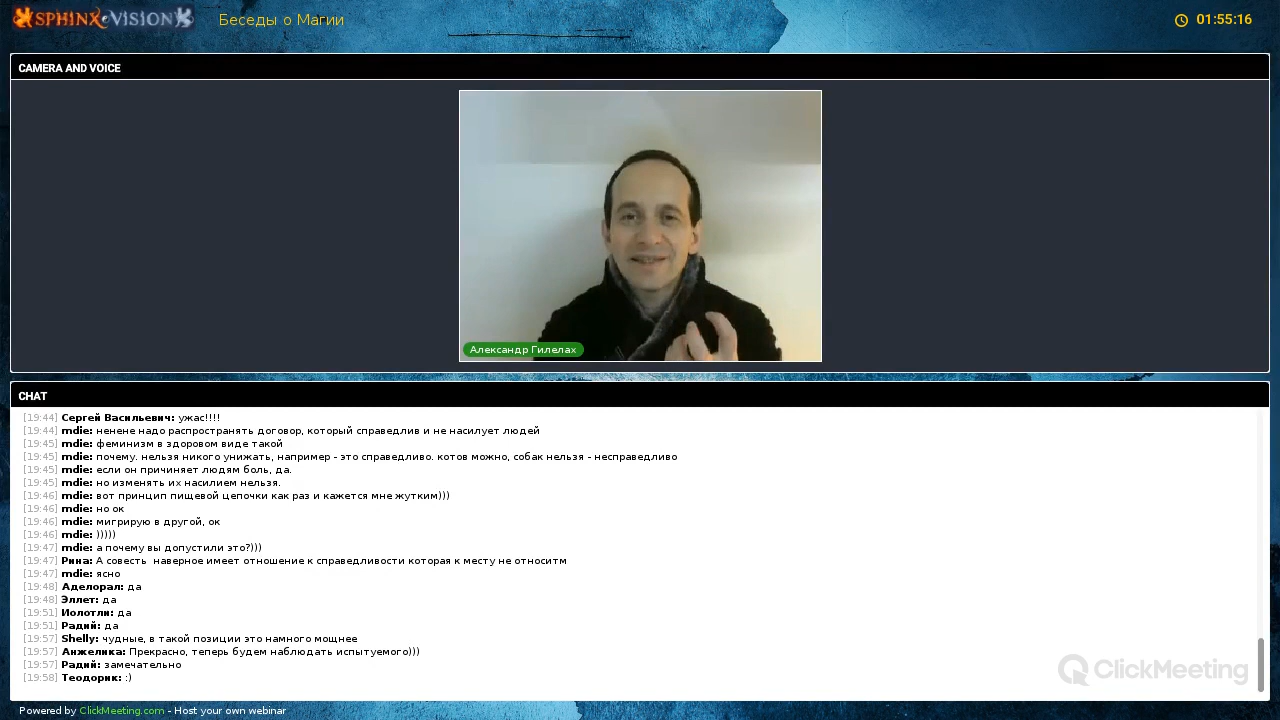 SPHINX VISION Беседы о Магии 01:55:16
CAMERA AND VOICE
Александр Гилелах
CHAT
[19:44] Сергей Васильевич: ужас!!!!
[19:44] mdie: ненене надо распространять договор, который справедлив и не насилует людей
[19:45] mdie: феминизм в здоровом виде такой
[19:45] mdie: почему. нельзя никого унижать, например - это справедливо. котов можно, собак нельзя - несправедливо
[19:45] mdie: если он причиняет людям боль, да.
[19:45] mdie: но изменять их насилием нельзя.
[19:46] mdie: вот принцип пищевой цепочки как раз и кажется мне жутким)))
[19:46] mdie: но ок
[19:46] mdie: мигрирую в другой, ок
[19:46] mdie: )))))
[19:47] mdie: а почему вы допустили это?)))
[19:47] Рина: А совесть наверное имеет отношение к справедливости которая к месту не относитм
[19:47] mdie: ясно
[19:48] Аделорал: да
[19:48] Эллет: да
[19:51] Иолотли: да
[19:51] Радий: да
[19:57] Shelly: чудные, в такой позиции это намного мощнее
[19:57] Анжелика: Прекрасно, теперь будем наблюдать испытуемого)))
[19:57] Радий: замечательно
[19:58] Теодорик: :)
ClickMeeting
Powered by ClickMeeting.com - Host your own webinar